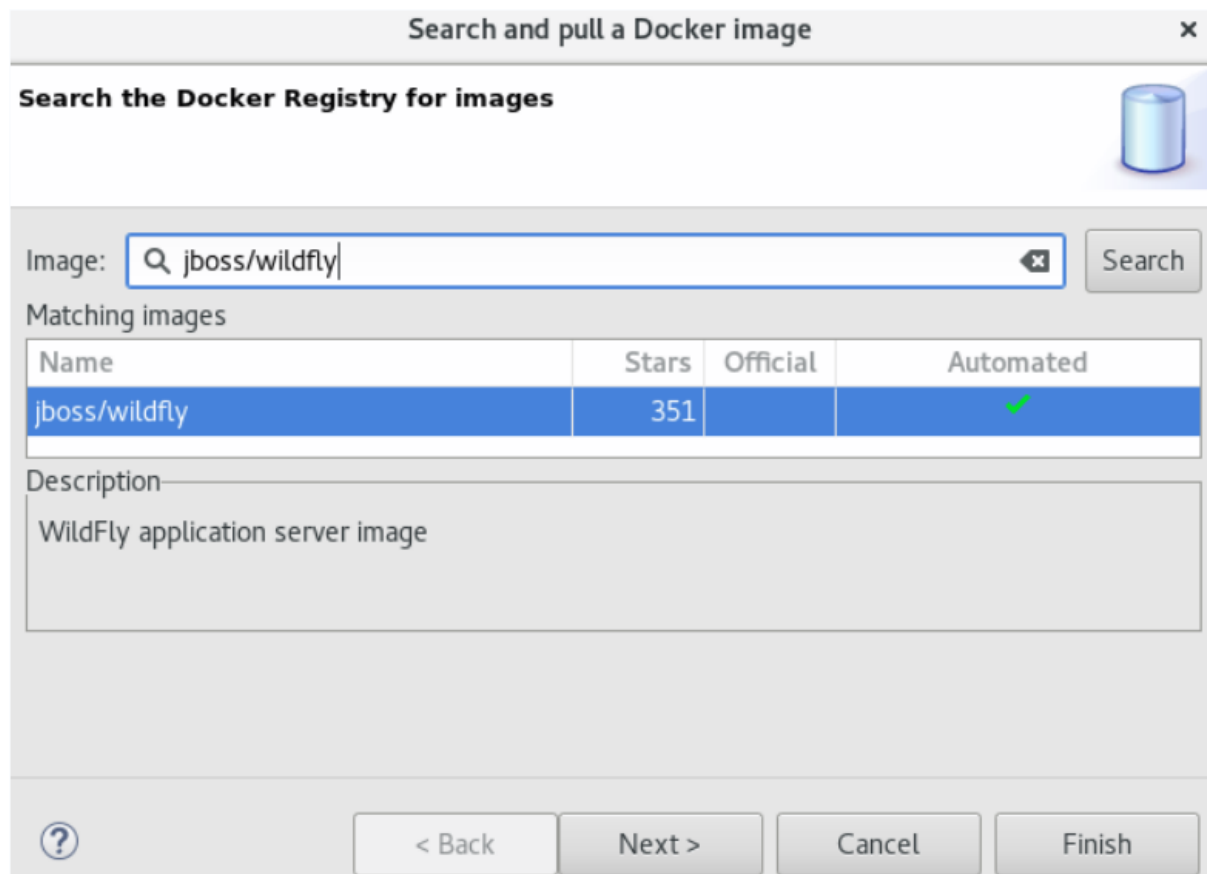 Search and pull a Docker image
Search the Docker Registry for images
Image: jboss/wildfly Search
Matching images
Name Stars Official Automated
jboss/wildfly 351
Description
WildFly application server image
< Back Next > Cancel Finish